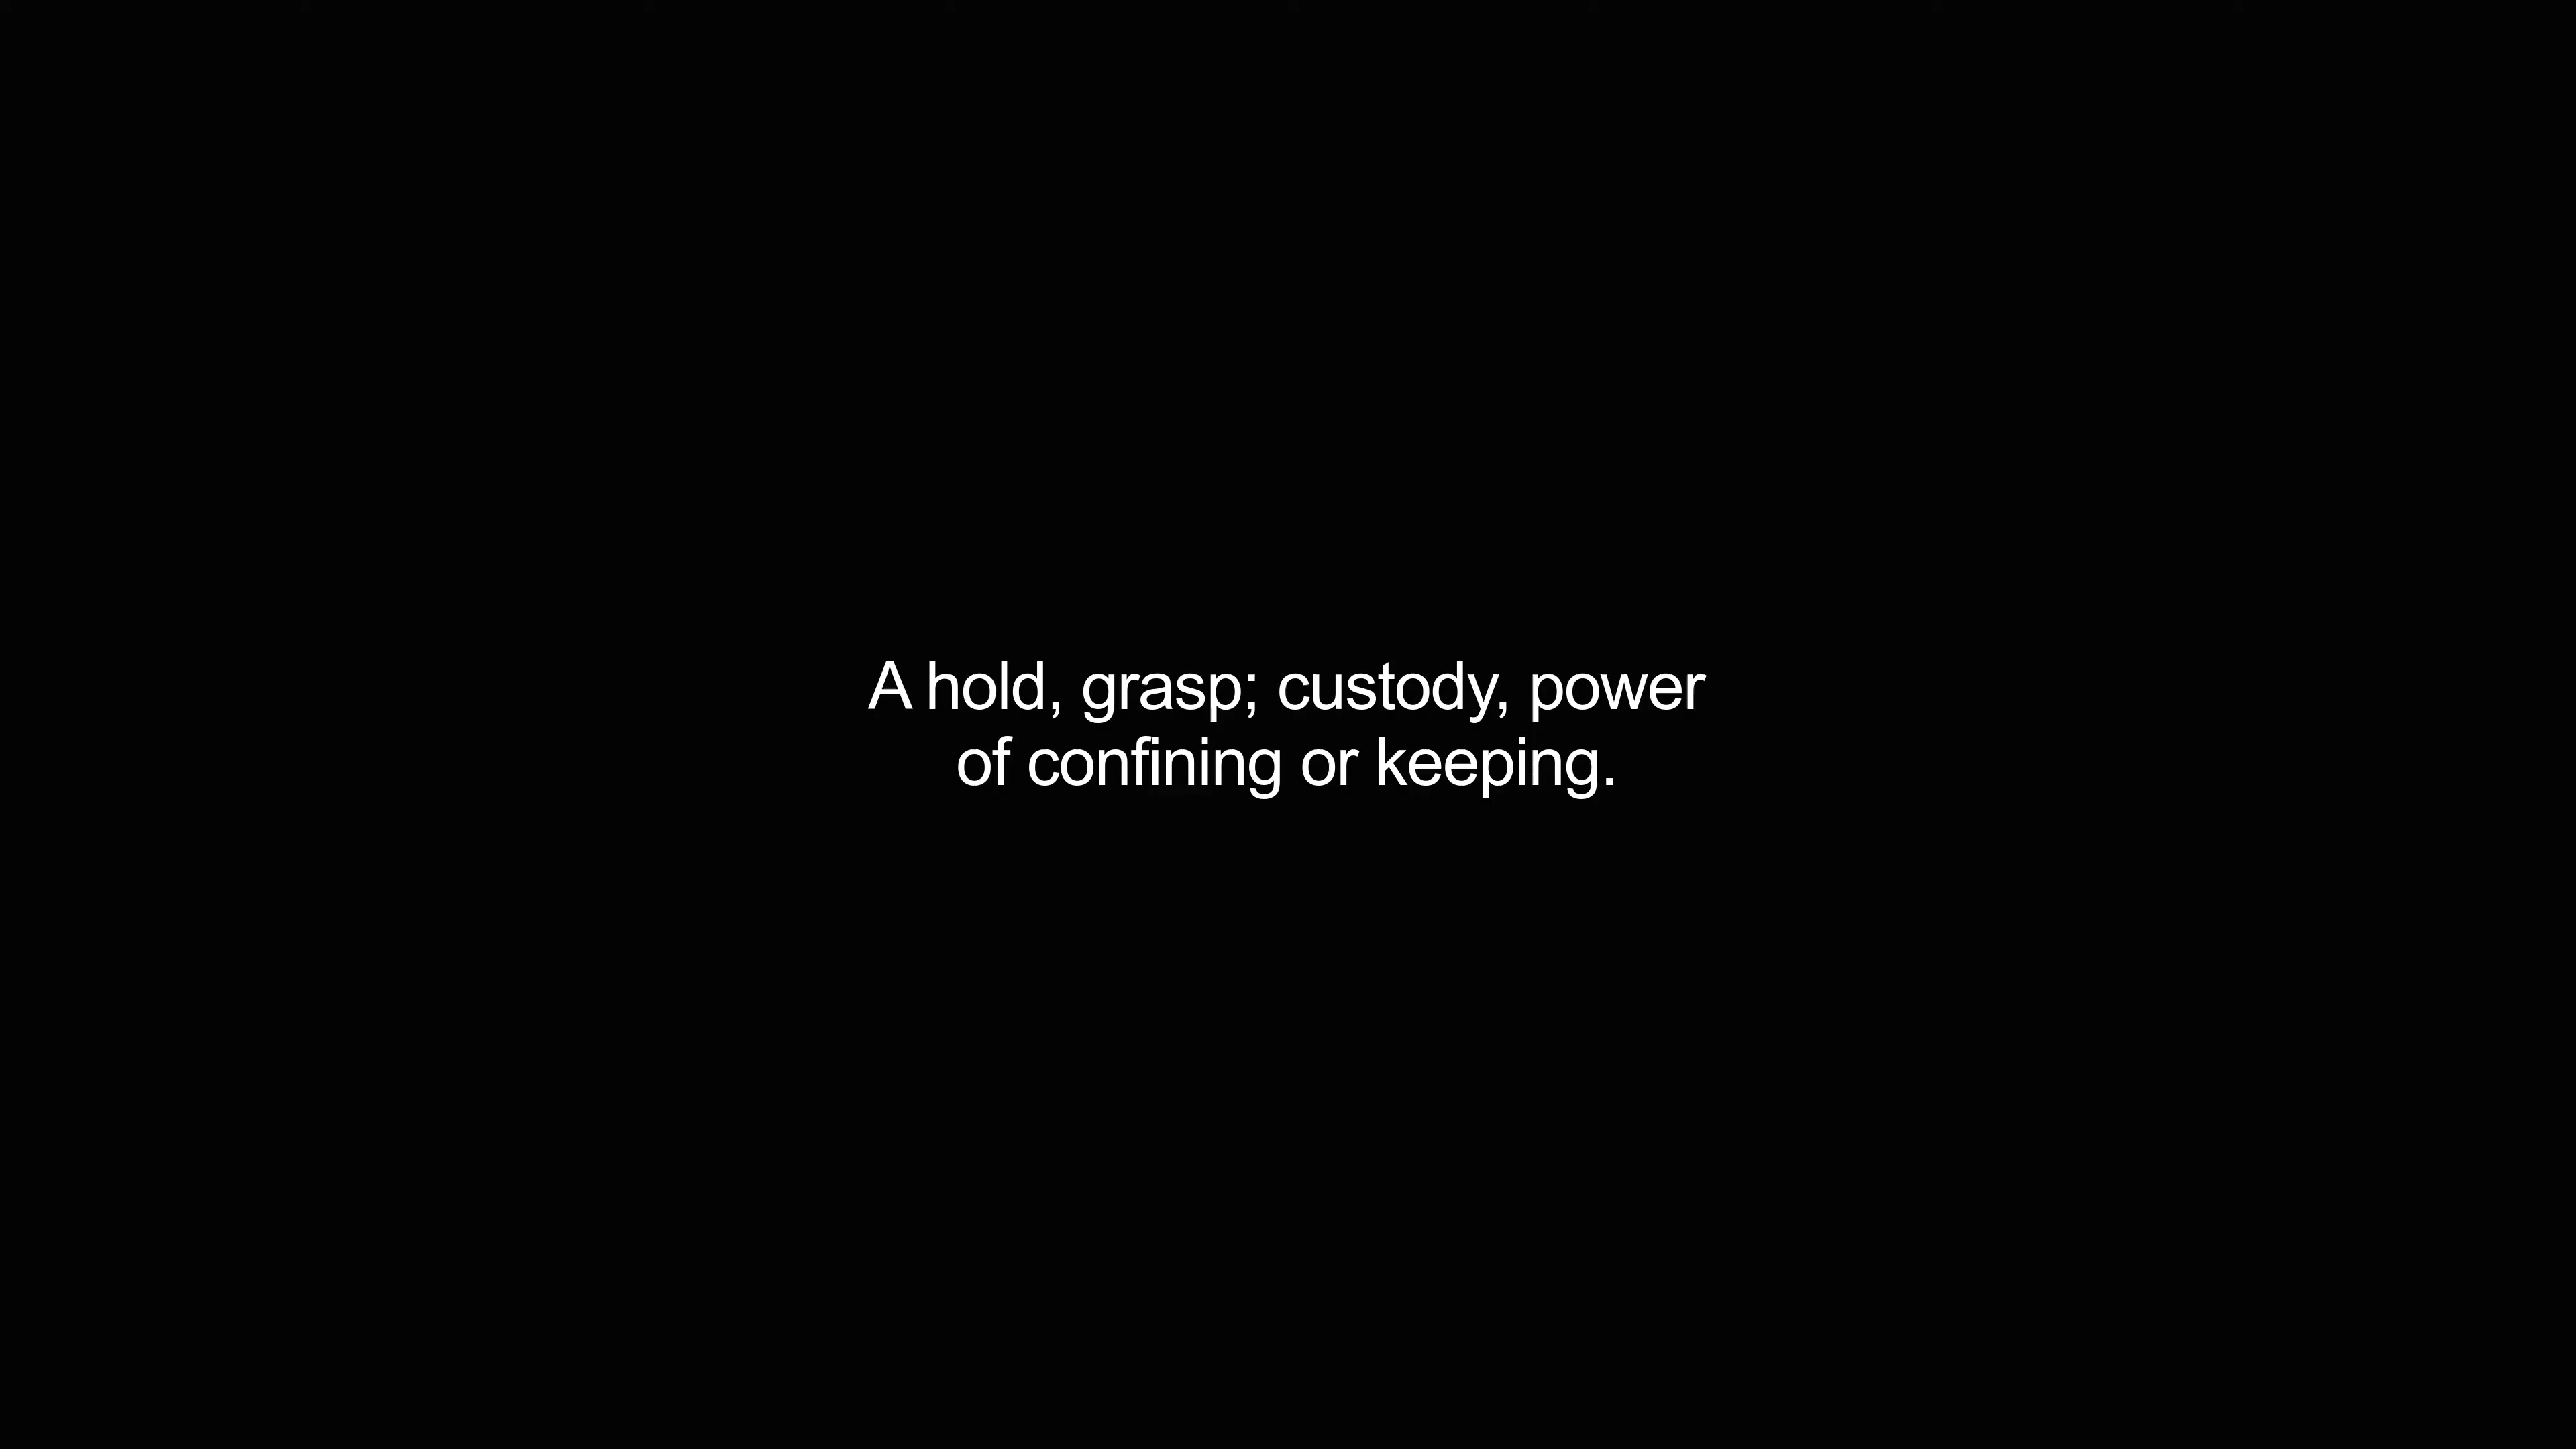 A hold, grasp; custody, power
of confining or keeping.